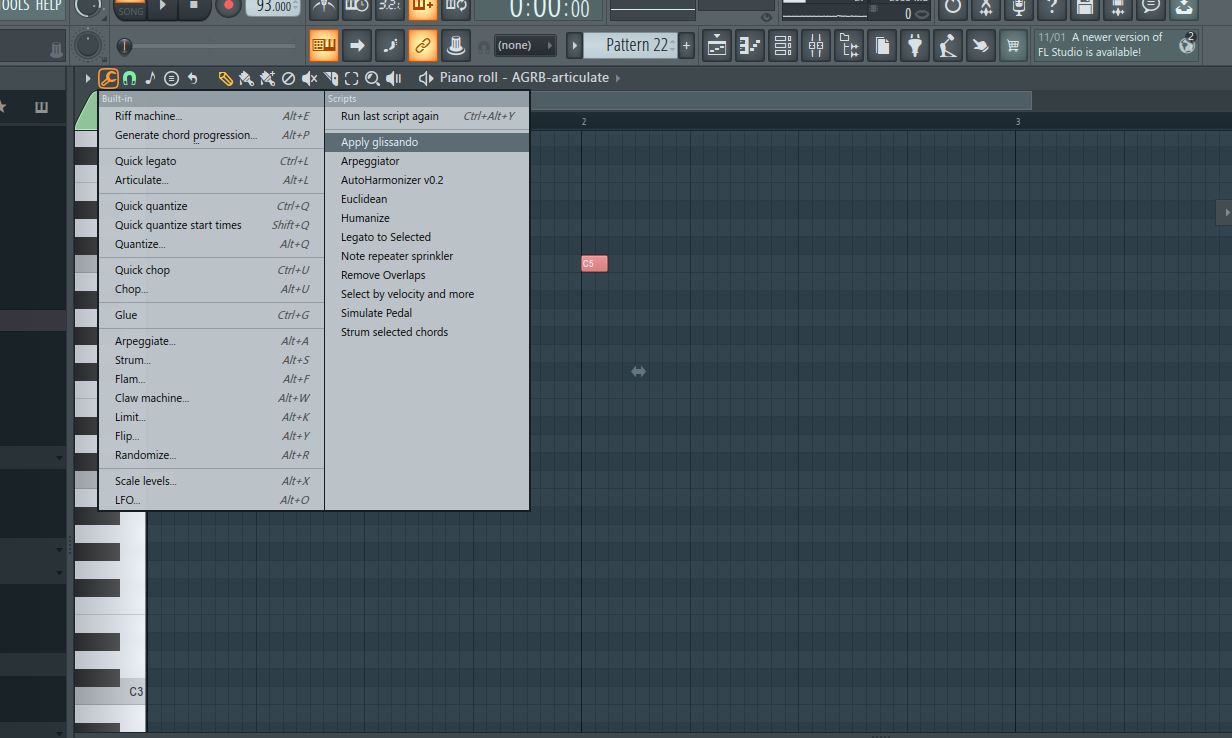 OOLS HELP
SONG
93.000
0:00:00
0
(none)
Pattern 22
+
11/01 A newer version of
FL Studio is available!
2
Piano roll - AGRB-articulate
Built-in
Riff machine... Alt+E
Generate chord progression... Alt+P
Quick legato Ctrl+L
Articulate... Alt+L
Quick quantize Ctrl+Q
Quick quantize start times Shift+Q
Quantize... Alt+Q
Quick chop Ctrl+U
Chop... Alt+U
Glue Ctrl+G
Arpeggiate... Alt+A
Strum... Alt+S
Flam... Alt+F
Claw machine... Alt+W
Limit... Alt+K
Flip... Alt+Y
Randomize... Alt+R
Scale levels... Alt+X
LFO... Alt+O
Scripts
Run last script again Ctrl+Alt+Y
Apply glissando
Arpeggiator
AutoHarmonizer v0.2
Euclidean
Humanize
Legato to Selected
Note repeater sprinkler
Remove Overlaps
Select by velocity and more
Simulate Pedal
Strum selected chords
2
3
C5
C3